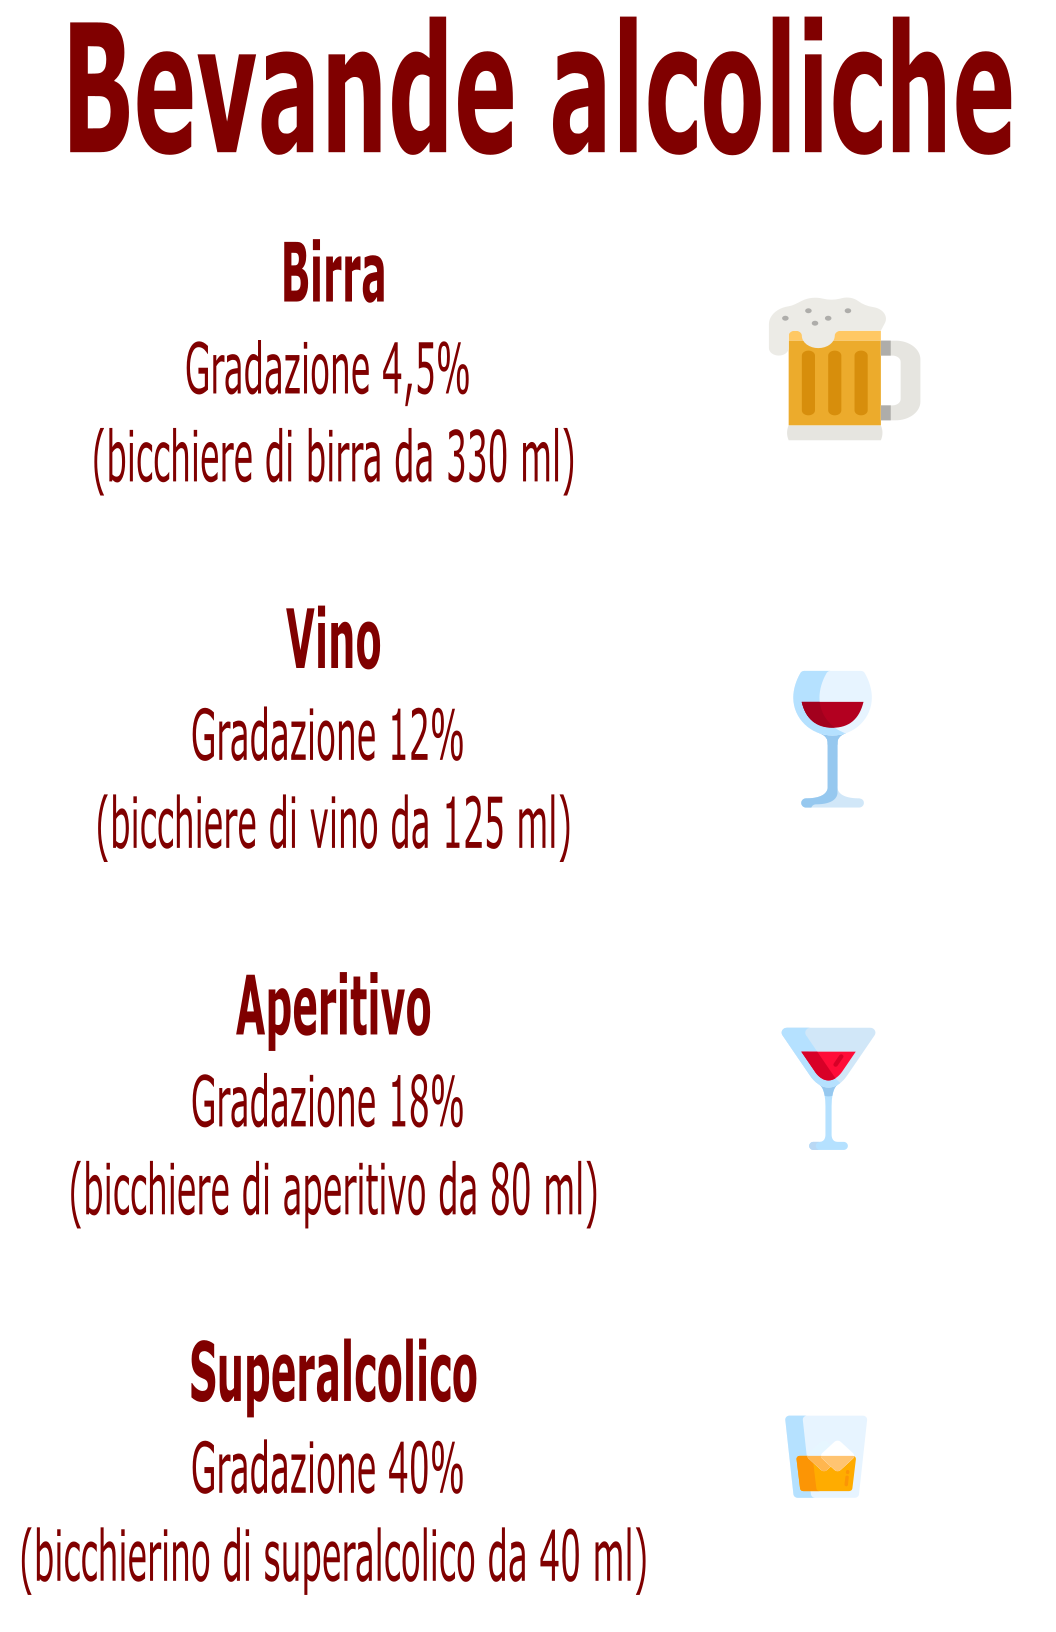 Bevande alcoliche
Birra
Gradazione 4,5%
(bicchiere di birra da 330 ml)
Vino
Gradazione 12%
(bicchiere di vino da 125 ml)
Aperitivo
Gradazione 18%
(bicchiere di aperitivo da 80 ml)
Superalcolico
Gradazione 40%
(bicchierino di superalcolico da 40 ml)